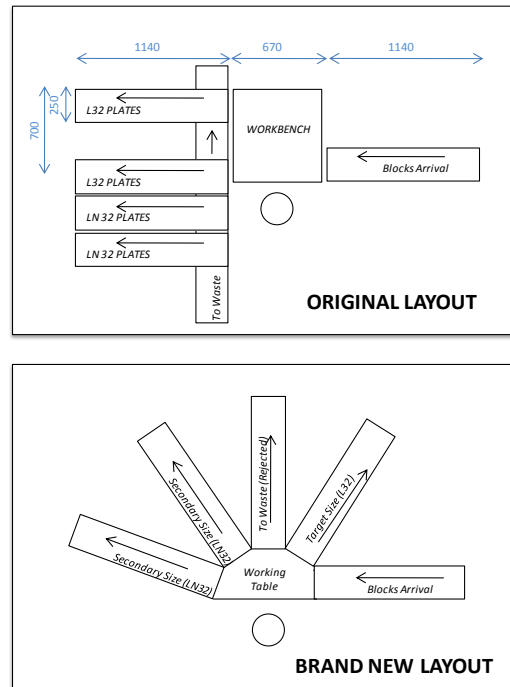 1140
670
1140
250
700
L32 PLATES
WORKBENCH
L32 PLATES
Blocks Arrival
LN 32 PLATES
LN 32 PLATES
To Waste
ORIGINAL LAYOUT
To Waste (Rejected)
Target Size (L32)
Secondary Size (LN32
Secondary Size (LN32)
Working
Table
Blocks Arrival
BRAND NEW LAYOUT